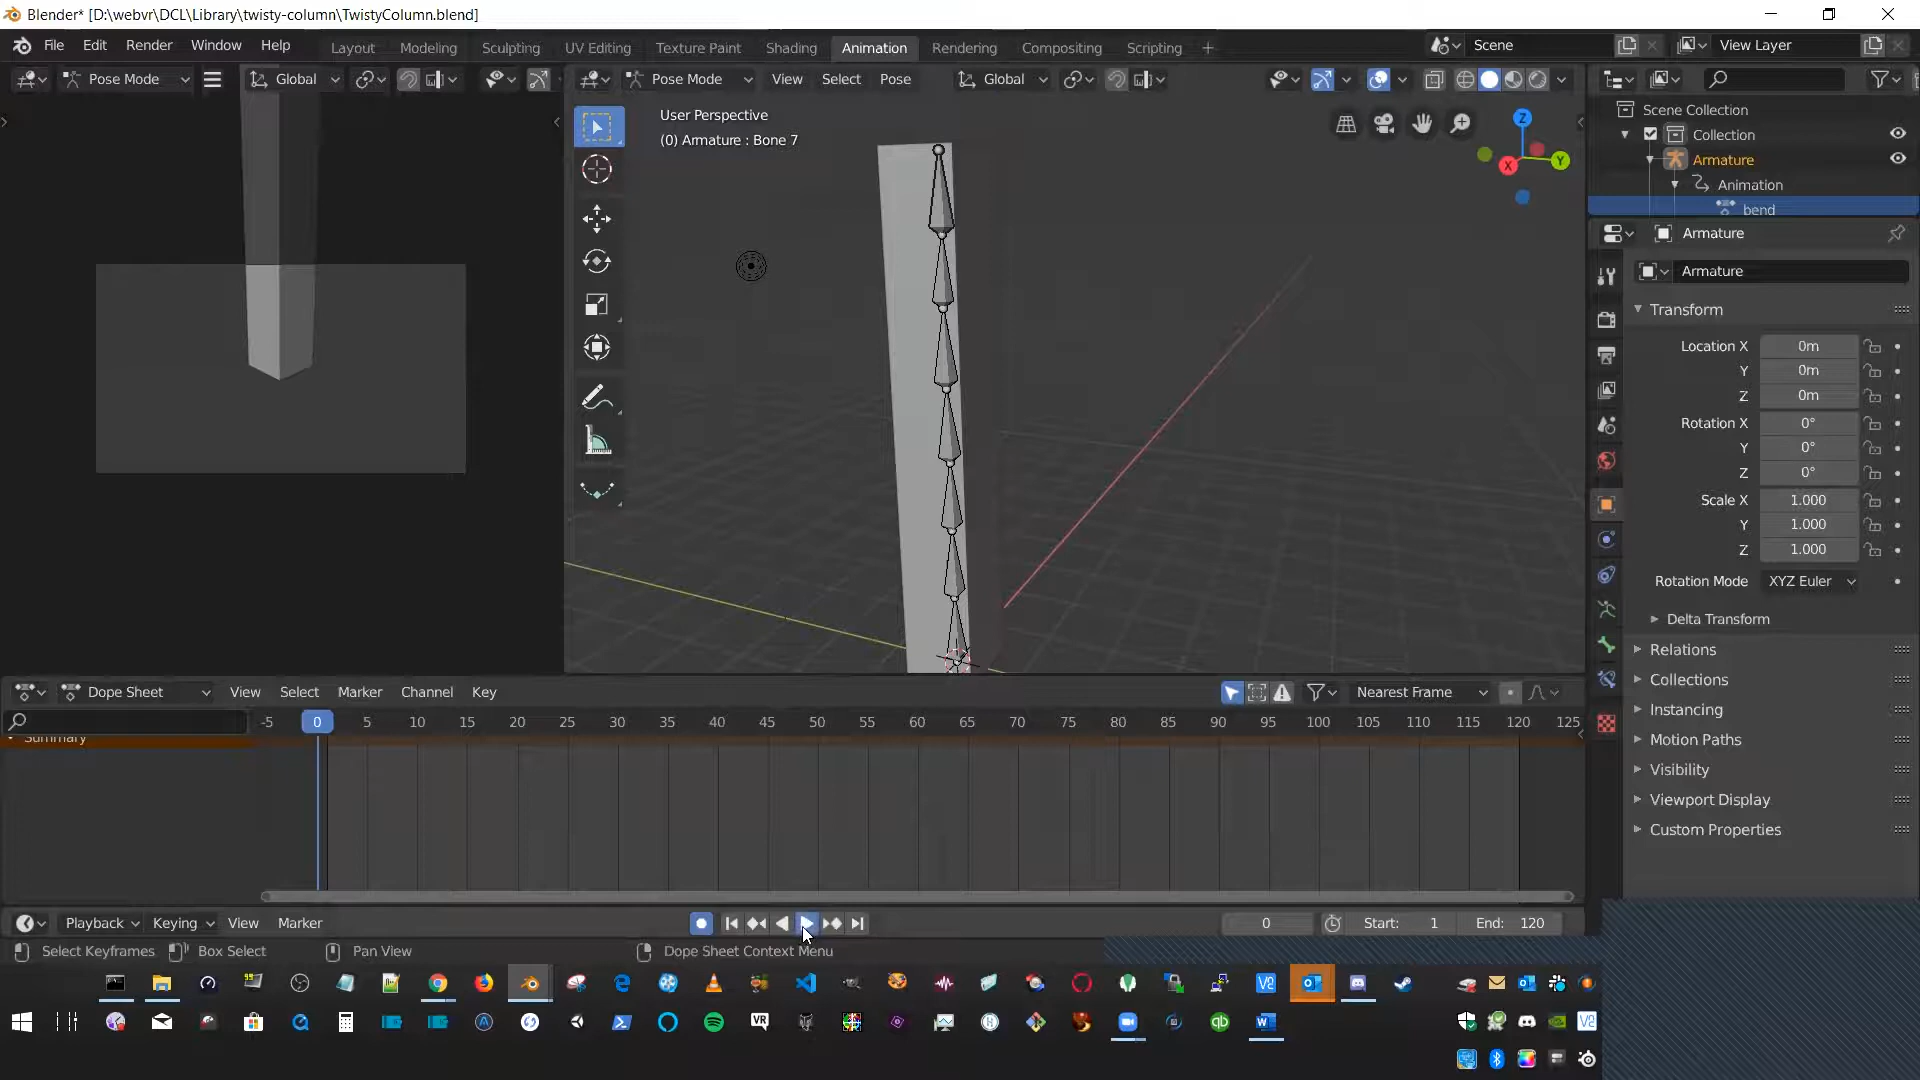 Blender* [D:\webvr\DCL\Library\twisty-column\TwistyColumn.blend]
File Edit Render Window Help Layout Modeling Sculpting UV Editing Texture Paint Shading Animation Rendering Compositing Scripting + Scene View Layer
Pose Mode Global Pose Mode View Select Pose Global
User Perspective
(0) Armature : Bone 7
Z
X
Y
Scene Collection
Collection
Armature
Animation
bend
Armature
Armature
Transform
Location X 0m
Y 0m
Z 0m
Rotation X 0°
Y 0°
Z 0°
Scale X 1.000
Y 1.000
Z 1.000
Rotation Mode XYZ Euler
Delta Transform
Relations
Collections
Instancing
Motion Paths
Visibility
Viewport Display
Custom Properties
Dope Sheet View Select Marker Channel Key Nearest Frame
-5 0 5 10 15 20 25 30 35 40 45 50 55 60 65 70 75 80 85 90 95 100 105 110 115 120 125
Summary
Playback Keying View Marker 0 Start: 1 End: 120
Select Keyframes Box Select Pan View Dope Sheet Context Menu
VR
qb